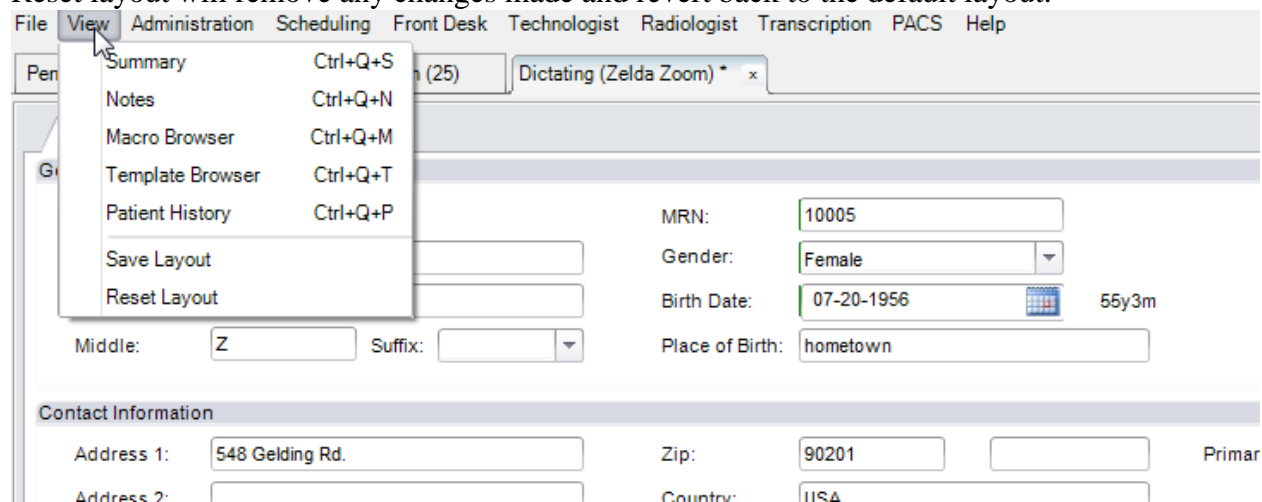 Reset layout will remove any changes made and revert back to the default layout.
File View Administration Scheduling Front Desk Technologist Radiologist Transcription PACS Help
Summary Ctrl+Q+S
(25) Dictating (Zelda Zoom) * x
Notes Ctrl+Q+N
Macro Browser Ctrl+Q+M
Template Browser Ctrl+Q+T
Patient History Ctrl+Q+P
MRN: 10005
Save Layout
Gender: Female
Reset Layout
Birth Date: 07-20-1956 55y3m
Middle: Z Suffix: Place of Birth: hometown
Contact Information
Address 1: 548 Gelding Rd. Zip: 90201 Primar
Address 2: Country: USA